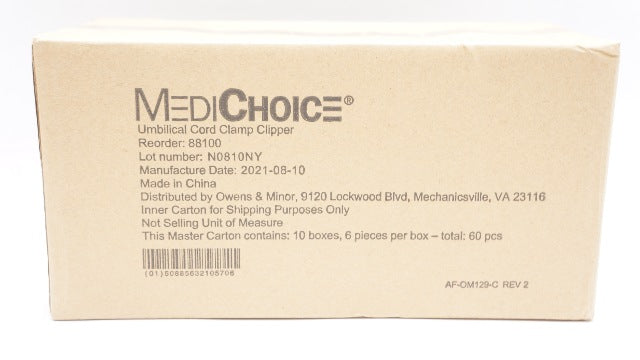 MEDICHOICE®
Umbilical Cord Clamp Clipper
Reorder: 88100
Lot number: N0810NY
Manufacture Date: 2021-08-10
Made in China
Distributed by Owens & Minor, 9120 Lockwood Blvd, Mechanicsville, VA 23116
Inner Carton for Shipping Purposes Only
Not Selling Unit of Measure
This Master Carton contains: 10 boxes, 6 pieces per box – total: 60 pcs
(01)50885632105706
AF-OM129-C REV 2